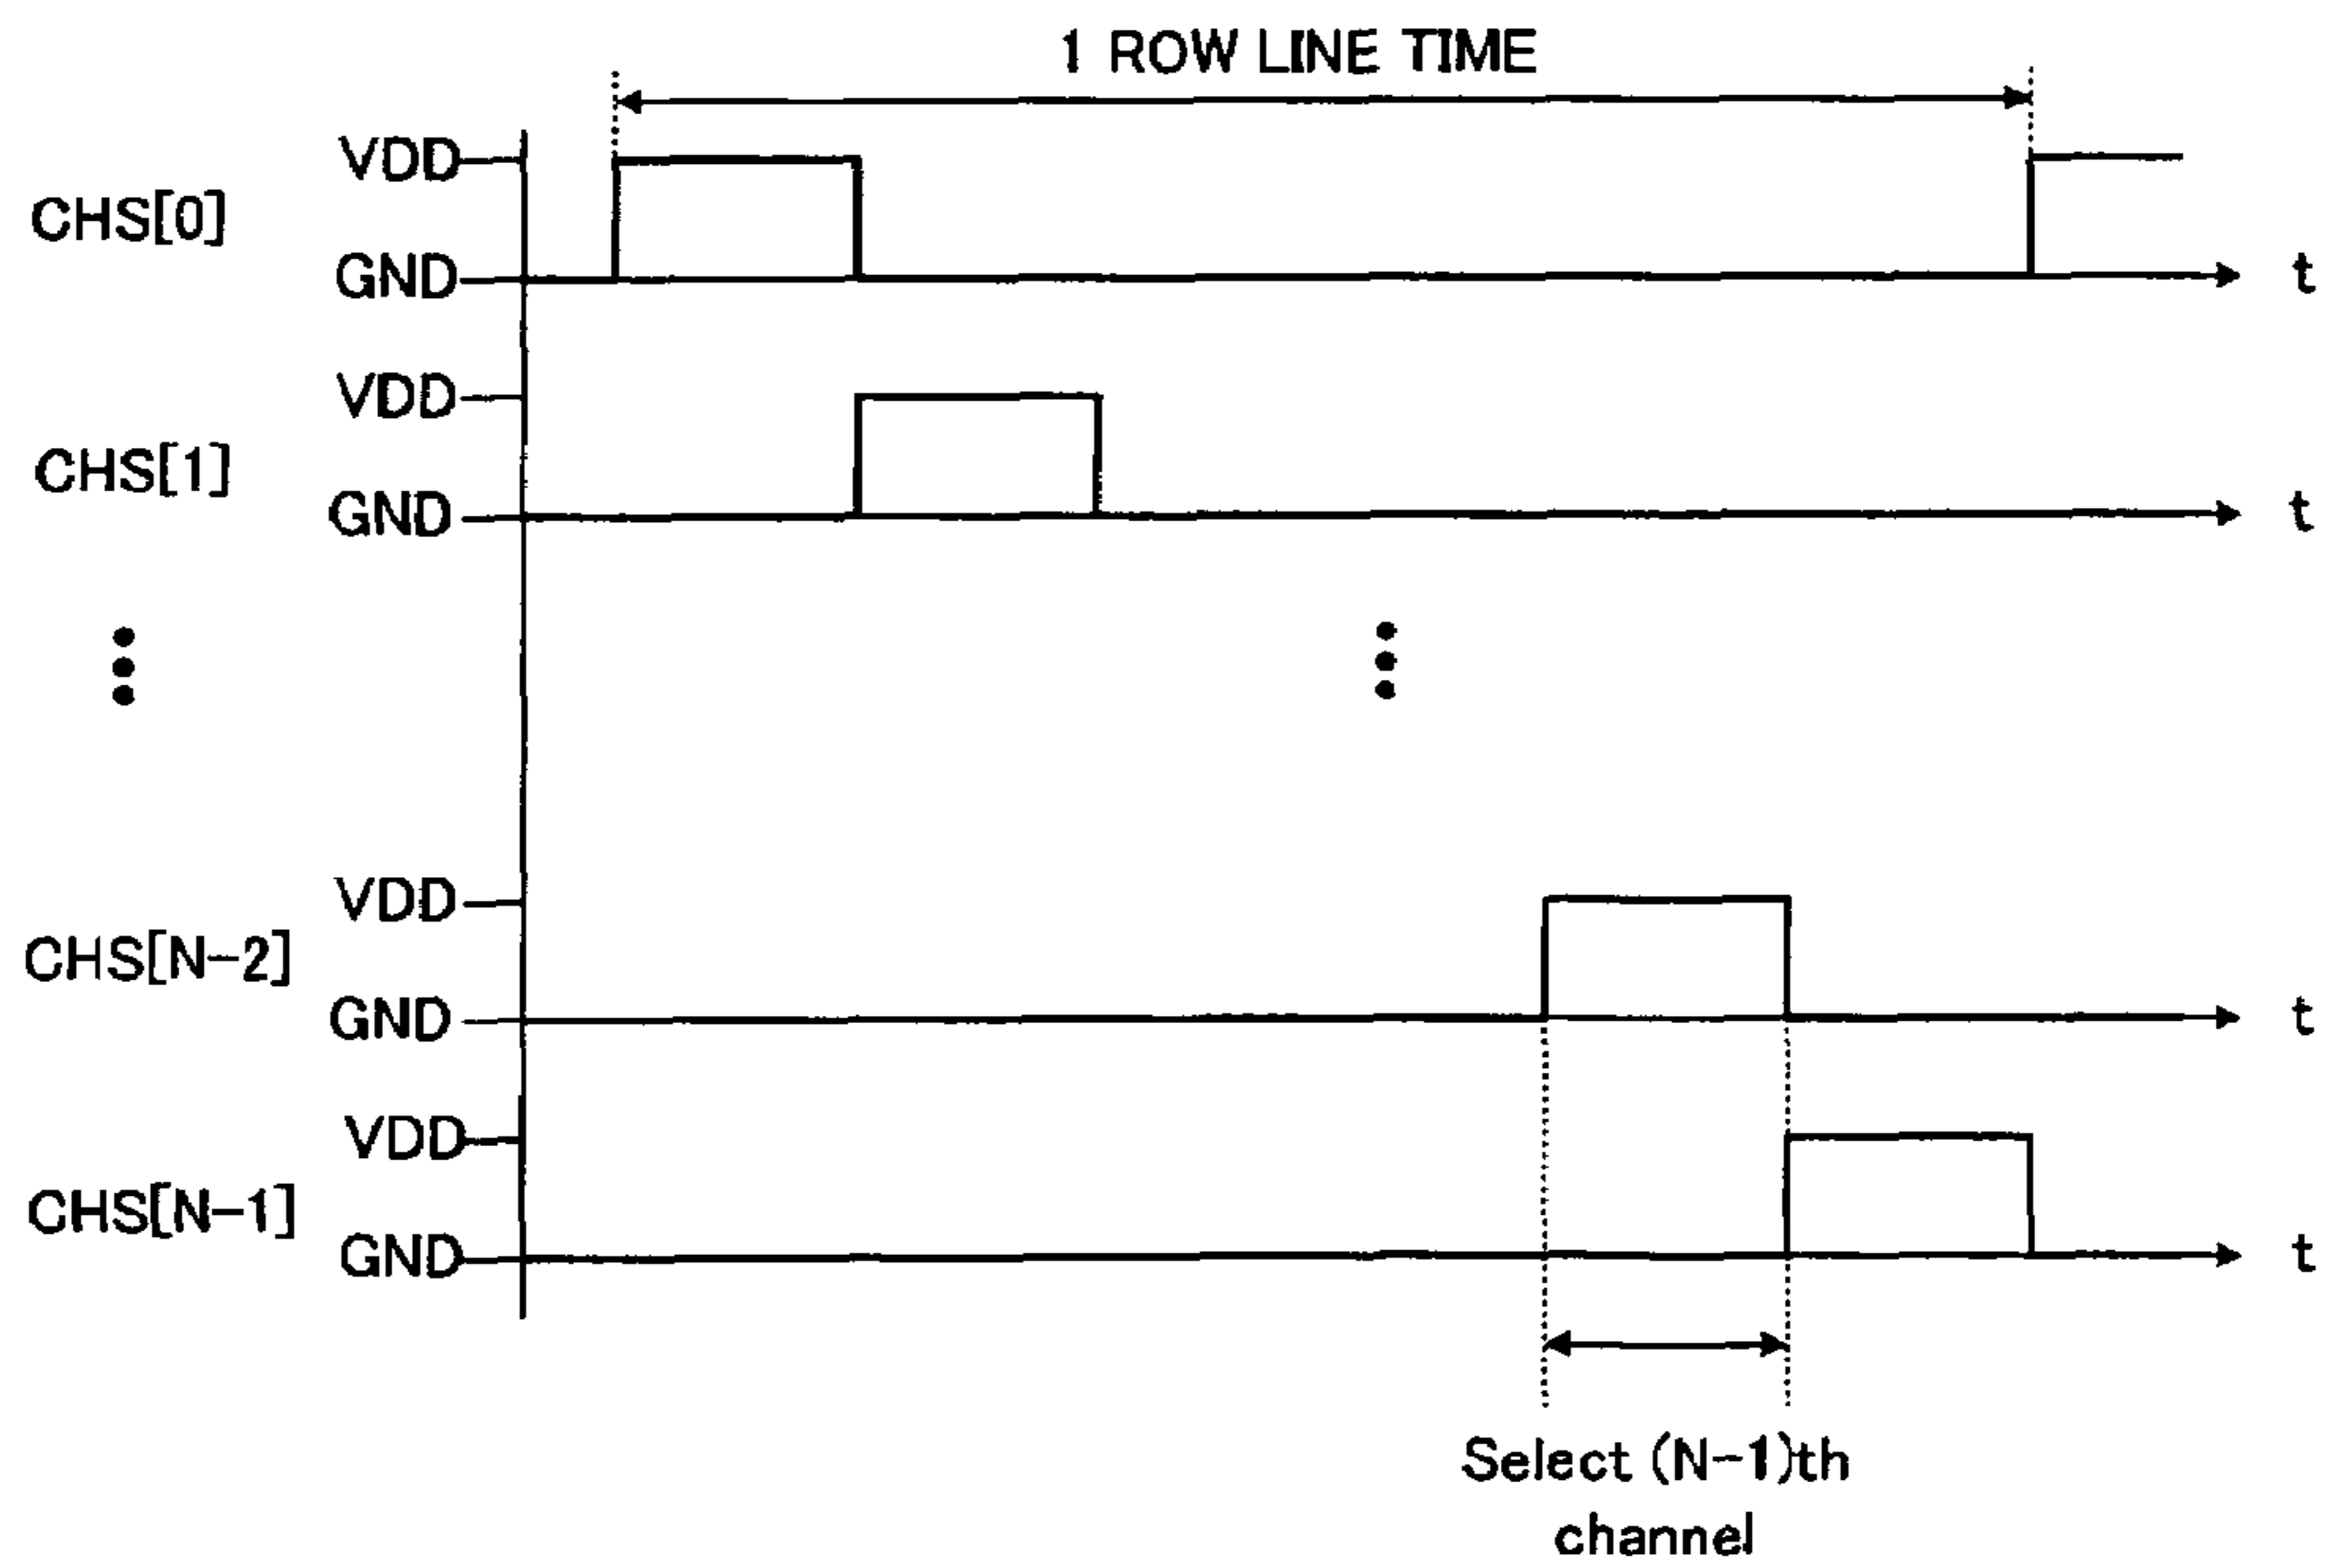 1 ROW LINE TIME
VDD
CHS[0]
GND
t
VDD
CHS[1]
GND
t
VDD
CHS[N-2]
GND
t
VDD
CHS[N-1]
GND
t
Select (N-1)th
channel